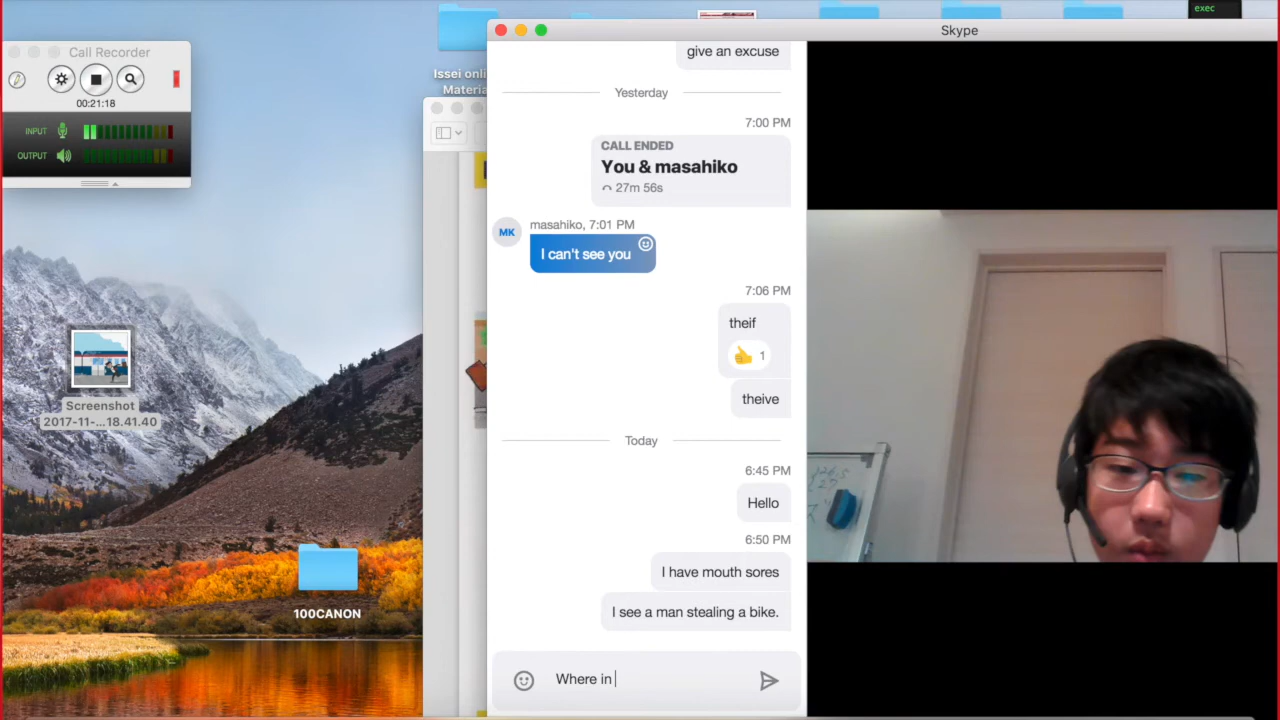 exec
Skype
Call Recorder
00:21:18
INPUT
OUTPUT
Issei onli
Materia
give an excuse
Yesterday
7:00 PM
CALL ENDED
You & masahiko
27m 56s
MK
masahiko, 7:01 PM
I can't see you
7:06 PM
theif
👍 1
theive
Today
6:45 PM
Hello
6:50 PM
I have mouth sores
I see a man stealing a bike.
Where in
Screenshot
2017-11-...18.41.40
100CANON